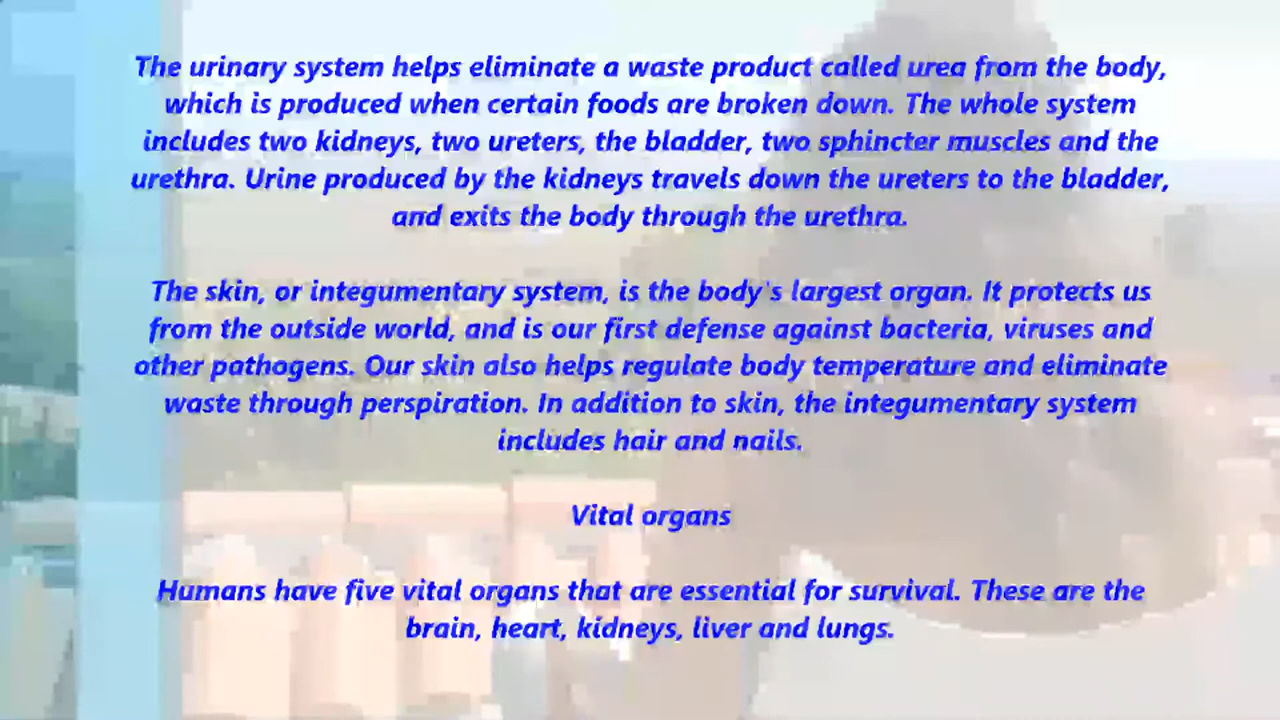 The urinary system helps eliminate a waste product called urea from the body,
which is produced when certain foods are broken down. The whole system
includes two kidneys, two ureters, the bladder, two sphincter muscles and the
urethra. Urine produced by the kidneys travels down the ureters to the bladder,
and exits the body through the urethra.
The skin, or integumentary system, is the body's largest organ. It protects us
from the outside world, and is our first defense against bacteria, viruses and
other pathogens. Our skin also helps regulate body temperature and eliminate
waste through perspiration. In addition to skin, the integumentary system
includes hair and nails.
Vital organs
Humans have five vital organs that are essential for survival. These are the
brain, heart, kidneys, liver and lungs.